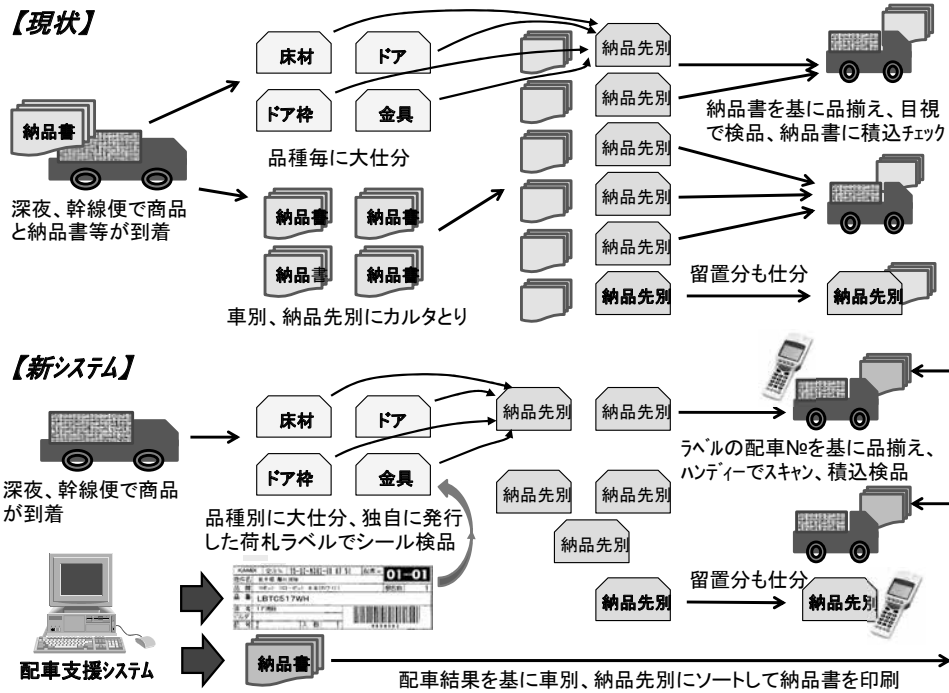 【現状】
納品書
深夜、幹線便で商品
と納品書等が到着
床材
ドア
ドア枠
金具
品種毎に大仕分
納品書
納品書
納品書
納品書
車別、納品先別にカルタとり
納品先別
納品先別
納品先別
納品先別
納品先別
納品先別
納品書を基に品揃え、目視
で検品、納品書に積込チェック
留置分も仕分
納品先別
【新システム】
深夜、幹線便で商品
が到着
床材
ドア
ドア枠
金具
品種別に大仕分、独自に発行
した荷札ラベルでシール検品
納品先別
納品先別
納品先別
納品先別
納品先別
納品先別
ラベルの配車№を基に品揃え、
ハンディーでスキャン、積込検品
留置分も仕分
納品先別
01-01
LBTC517WH
配車支援システム
納品書
配車結果を基に車別、納品先別にソートして納品書を印刷